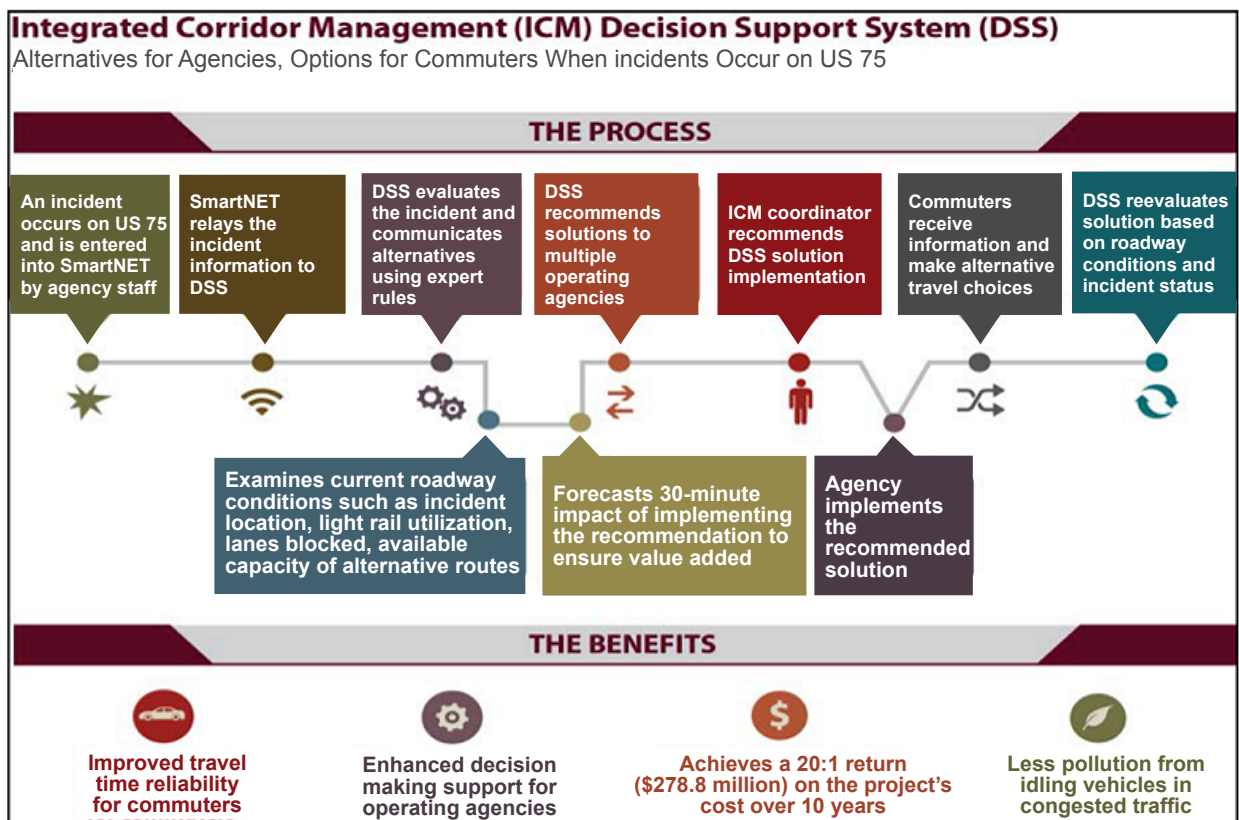 Integrated Corridor Management (ICM) Decision Support System (DSS)
Alternatives for Agencies, Options for Commuters When incidents Occur on US 75
THE PROCESS
An incident
occurs on US 75
and is entered
into SmartNET
by agency staff
SmartNET
relays the
incident
information to
DSS
DSS evaluates
the incident and
communicates
alternatives
using expert
rules
DSS
recommends
solutions to
multiple
operating
agencies
ICM coordinator
recommends
DSS solution
implementation
Commuters
receive
information and
make alternative
travel choices
DSS reevaluates
solution based
on roadway
conditions and
incident status
Examines current roadway
conditions such as incident
location, light rail utilization,
lanes blocked, available
capacity of alternative routes
Forecasts 30-minute
impact of implementing
the recommendation to
ensure value added
Agency
implements
the
recommended
solution
THE BENEFITS
$
Improved travel
time reliability
for commuters
Enhanced decision
making support for
operating agencies
Achieves a 20:1 return
($278.8 million) on the project's
cost over 10 years
Less pollution from
idling vehicles in
congested traffic